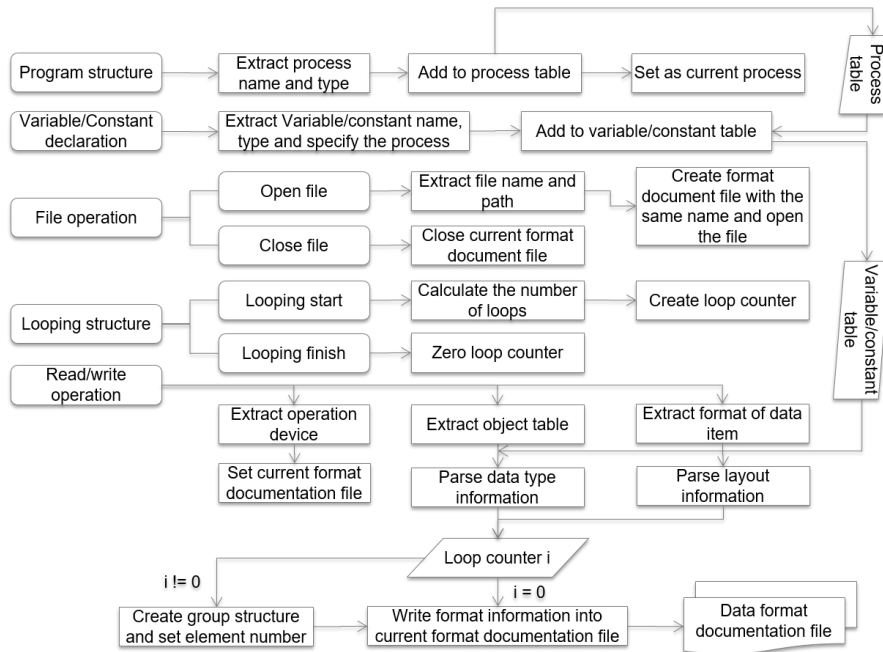 Program structure
Extract process
name and type
Add to process table
Set as current process
Process
table
Variable/Constant
declaration
Extract Variable/constant name,
type and specify the process
Add to variable/constant table
File operation
Open file
Extract file name and
path
Create format
document file with the
same name and open
the file
Close file
Close current format
document file
Variable/constant
table
Looping structure
Looping start
Calculate the number
of loops
Create loop counter
Looping finish
Zero loop counter
Read/write
operation
Extract operation
device
Extract object table
Extract format of data
item
Set current format
documentation file
Parse data type
information
Parse layout
information
Loop counter i
i != 0
i = 0
Create group structure
and set element number
Write format information into
current format documentation file
Data format
documentation file